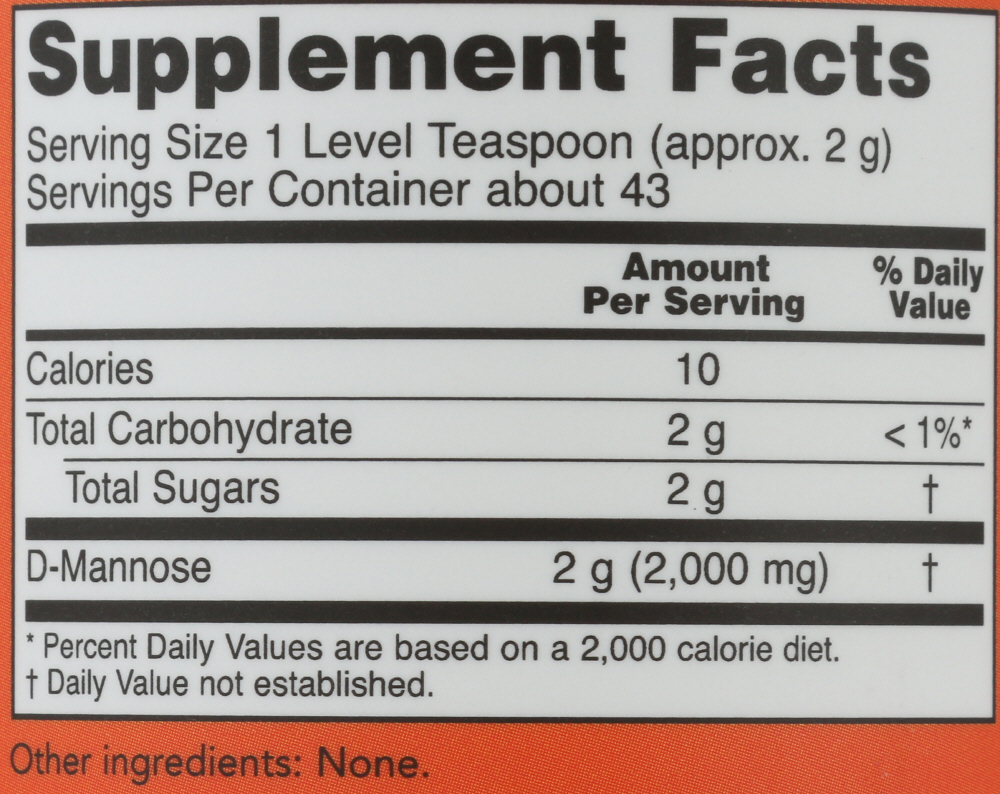 Supplement Facts
Serving Size 1 Level Teaspoon (approx. 2 g)
Servings Per Container about 43
Amount Per Serving % Daily Value
Calories 10
Total Carbohydrate 2 g < 1%*
Total Sugars 2 g †
D-Mannose 2 g (2,000 mg) †
* Percent Daily Values are based on a 2,000 calorie diet.
† Daily Value not established.
Other ingredients: None.